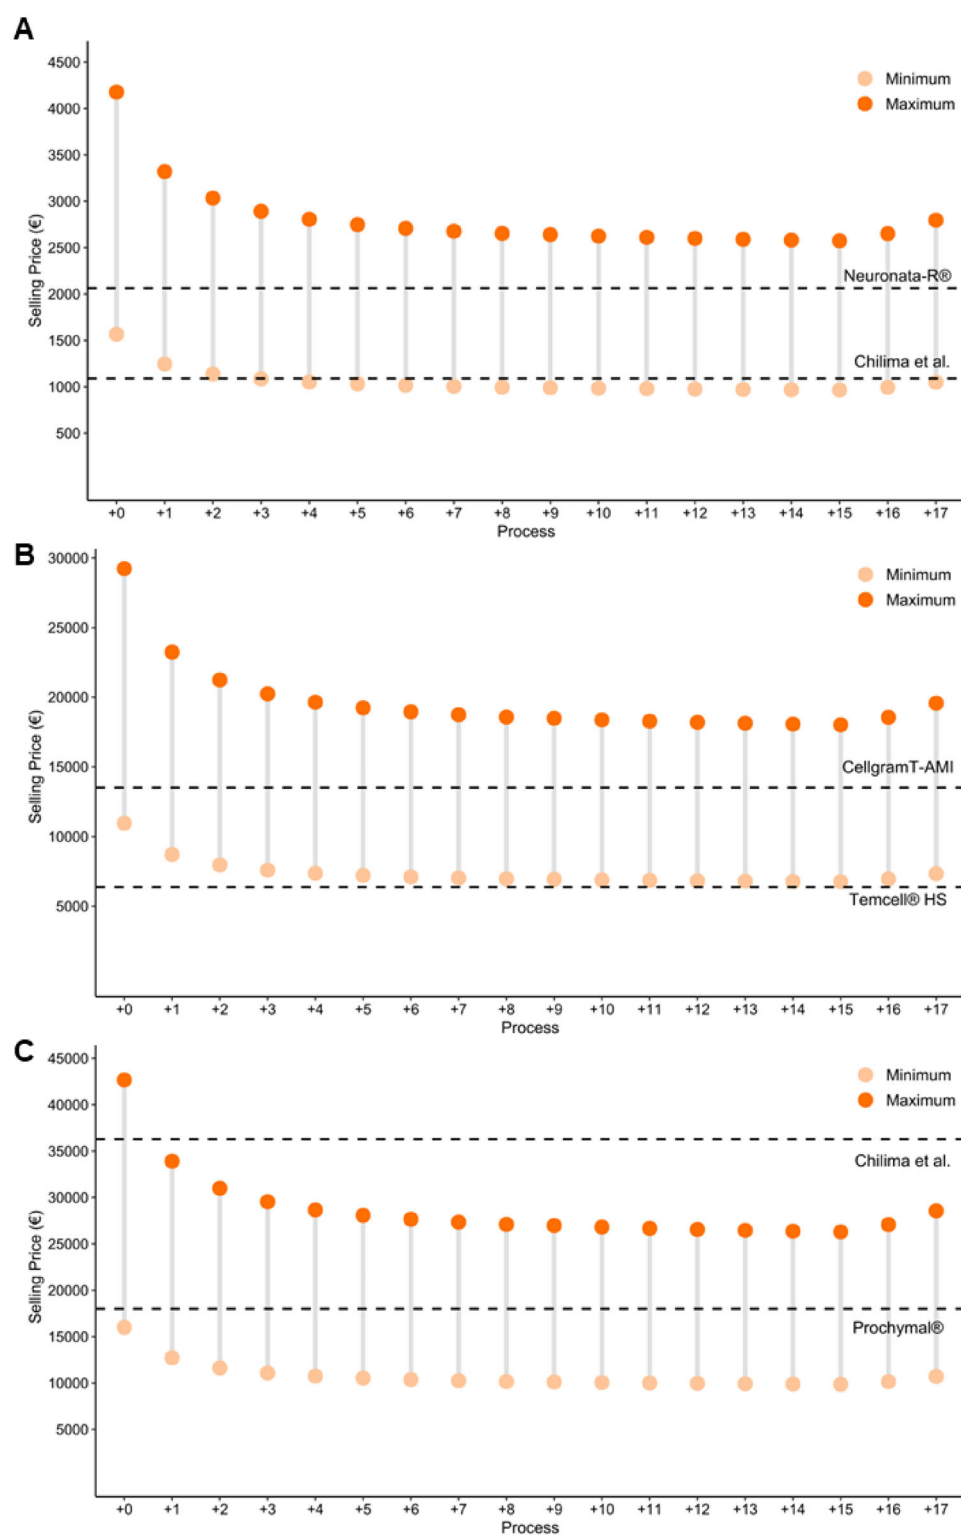 A
4500
4000
3500
3000
2500
2000
1500
1000
500
Selling Price (€)
Minimum
Maximum
Neuronata-R®
Chilima et al.
+0 +1 +2 +3 +4 +5 +6 +7 +8 +9 +10 +11 +12 +13 +14 +15 +16 +17
Process
B
30000
25000
20000
15000
10000
5000
Selling Price (€)
Minimum
Maximum
CellgramT-AMI
Temcell® HS
+0 +1 +2 +3 +4 +5 +6 +7 +8 +9 +10 +11 +12 +13 +14 +15 +16 +17
Process
C
45000
40000
35000
30000
25000
20000
15000
10000
5000
Selling Price (€)
Minimum
Maximum
Chilima et al.
Prochymal®
+0 +1 +2 +3 +4 +5 +6 +7 +8 +9 +10 +11 +12 +13 +14 +15 +16 +17
Process